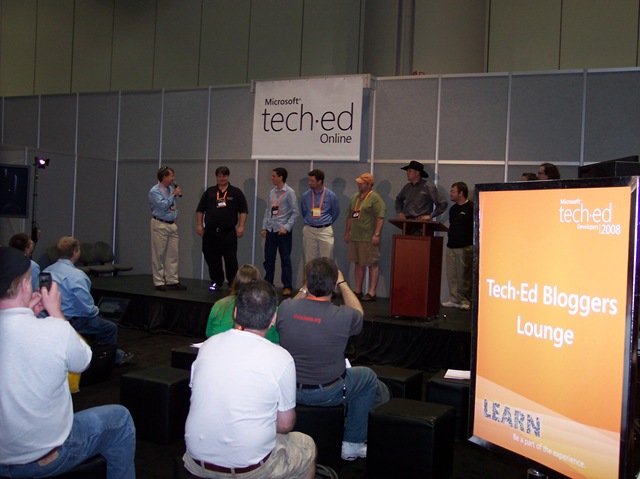 Microsoft®
tech·ed
Online
Microsoft
tech·ed
Developers 2008
Tech·Ed Bloggers
Lounge
LEARN
Be a part of the experience.